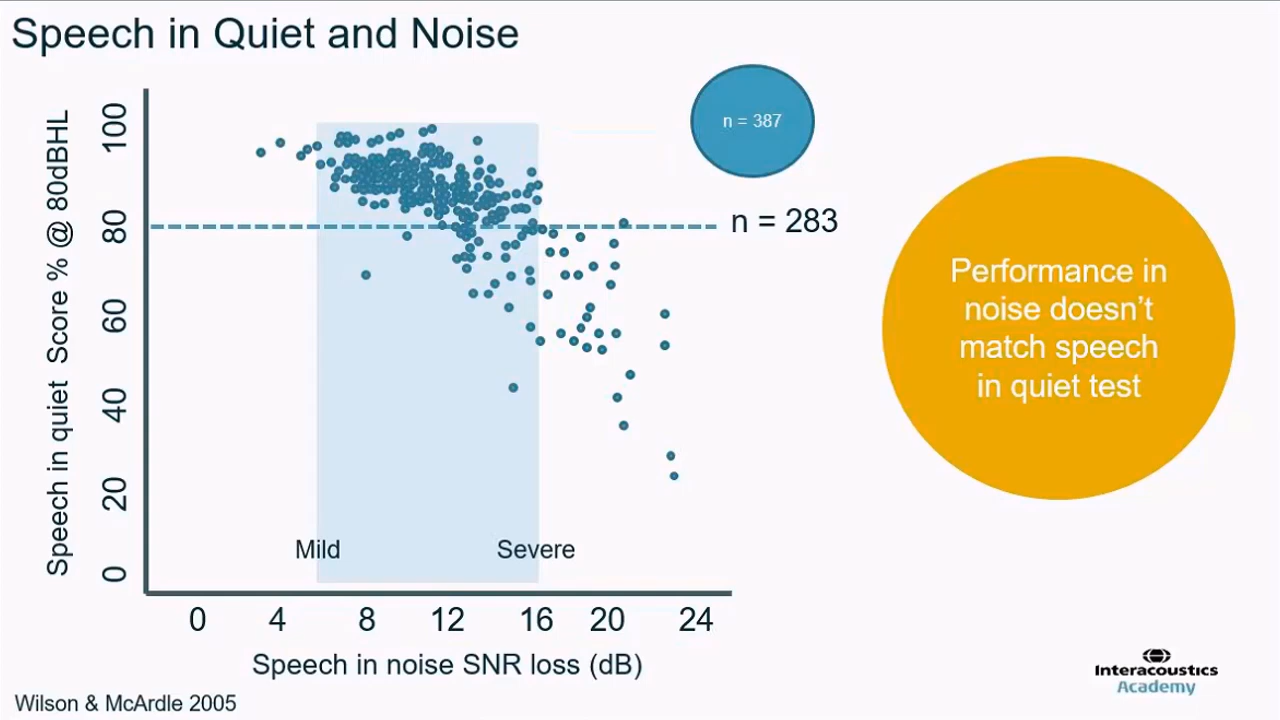 Speech in Quiet and Noise
n = 387
n = 283
Performance in
noise doesn't
match speech
in quiet test
Speech in quiet Score % @ 80dBHL
100
80
60
40
20
0
Mild
Severe
0 4 8 12 16 20 24
Speech in noise SNR loss (dB)
Wilson & McArdle 2005
Interacoustics
Academy